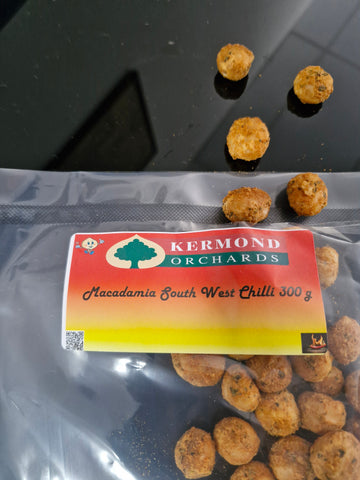 KERMOND
ORCHARDS
Macadamia South West Chilli 300 g